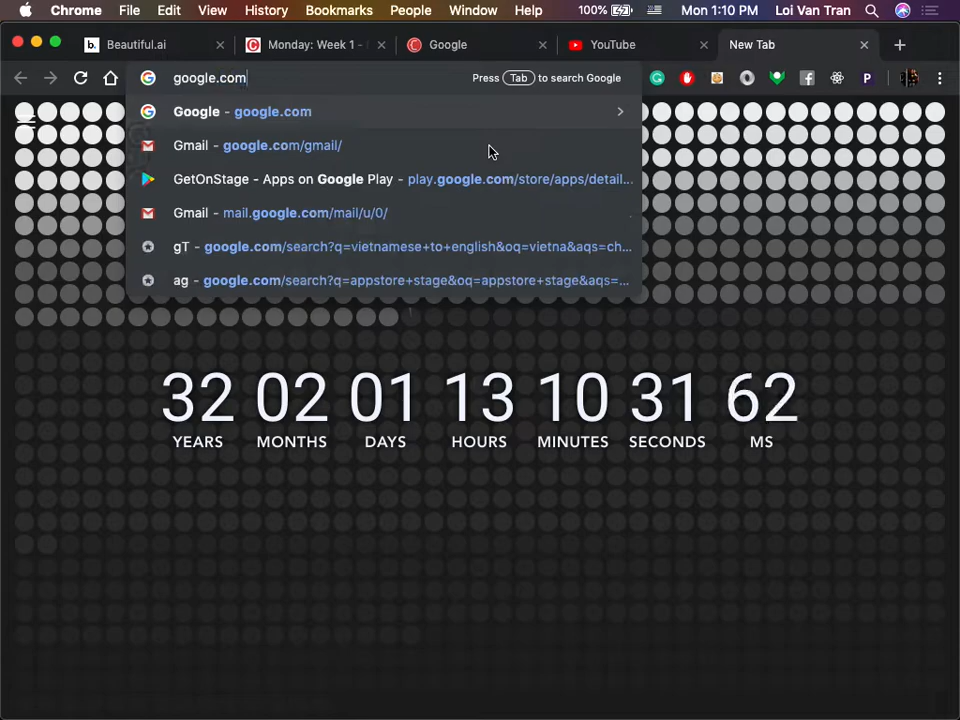 Chrome File Edit View History Bookmarks People Window Help 100% Mon 1:10 PM Loi Van Tran
b. Beautiful.ai Monday: Week 1 - Google YouTube New Tab
google.com Press Tab to search Google P
Google - google.com
Gmail - google.com/gmail/
GetOnStage - Apps on Google Play - play.google.com/store/apps/detail...
Gmail - mail.google.com/mail/u/0/
gT - google.com/search?q=vietnamese+to+english&oq=vietna&aqs=ch...
ag - google.com/search?q=appstore+stage&oq=appstore+stage&aqs=...
32 02 01 13 10 31 62
YEARS MONTHS DAYS HOURS MINUTES SECONDS MS